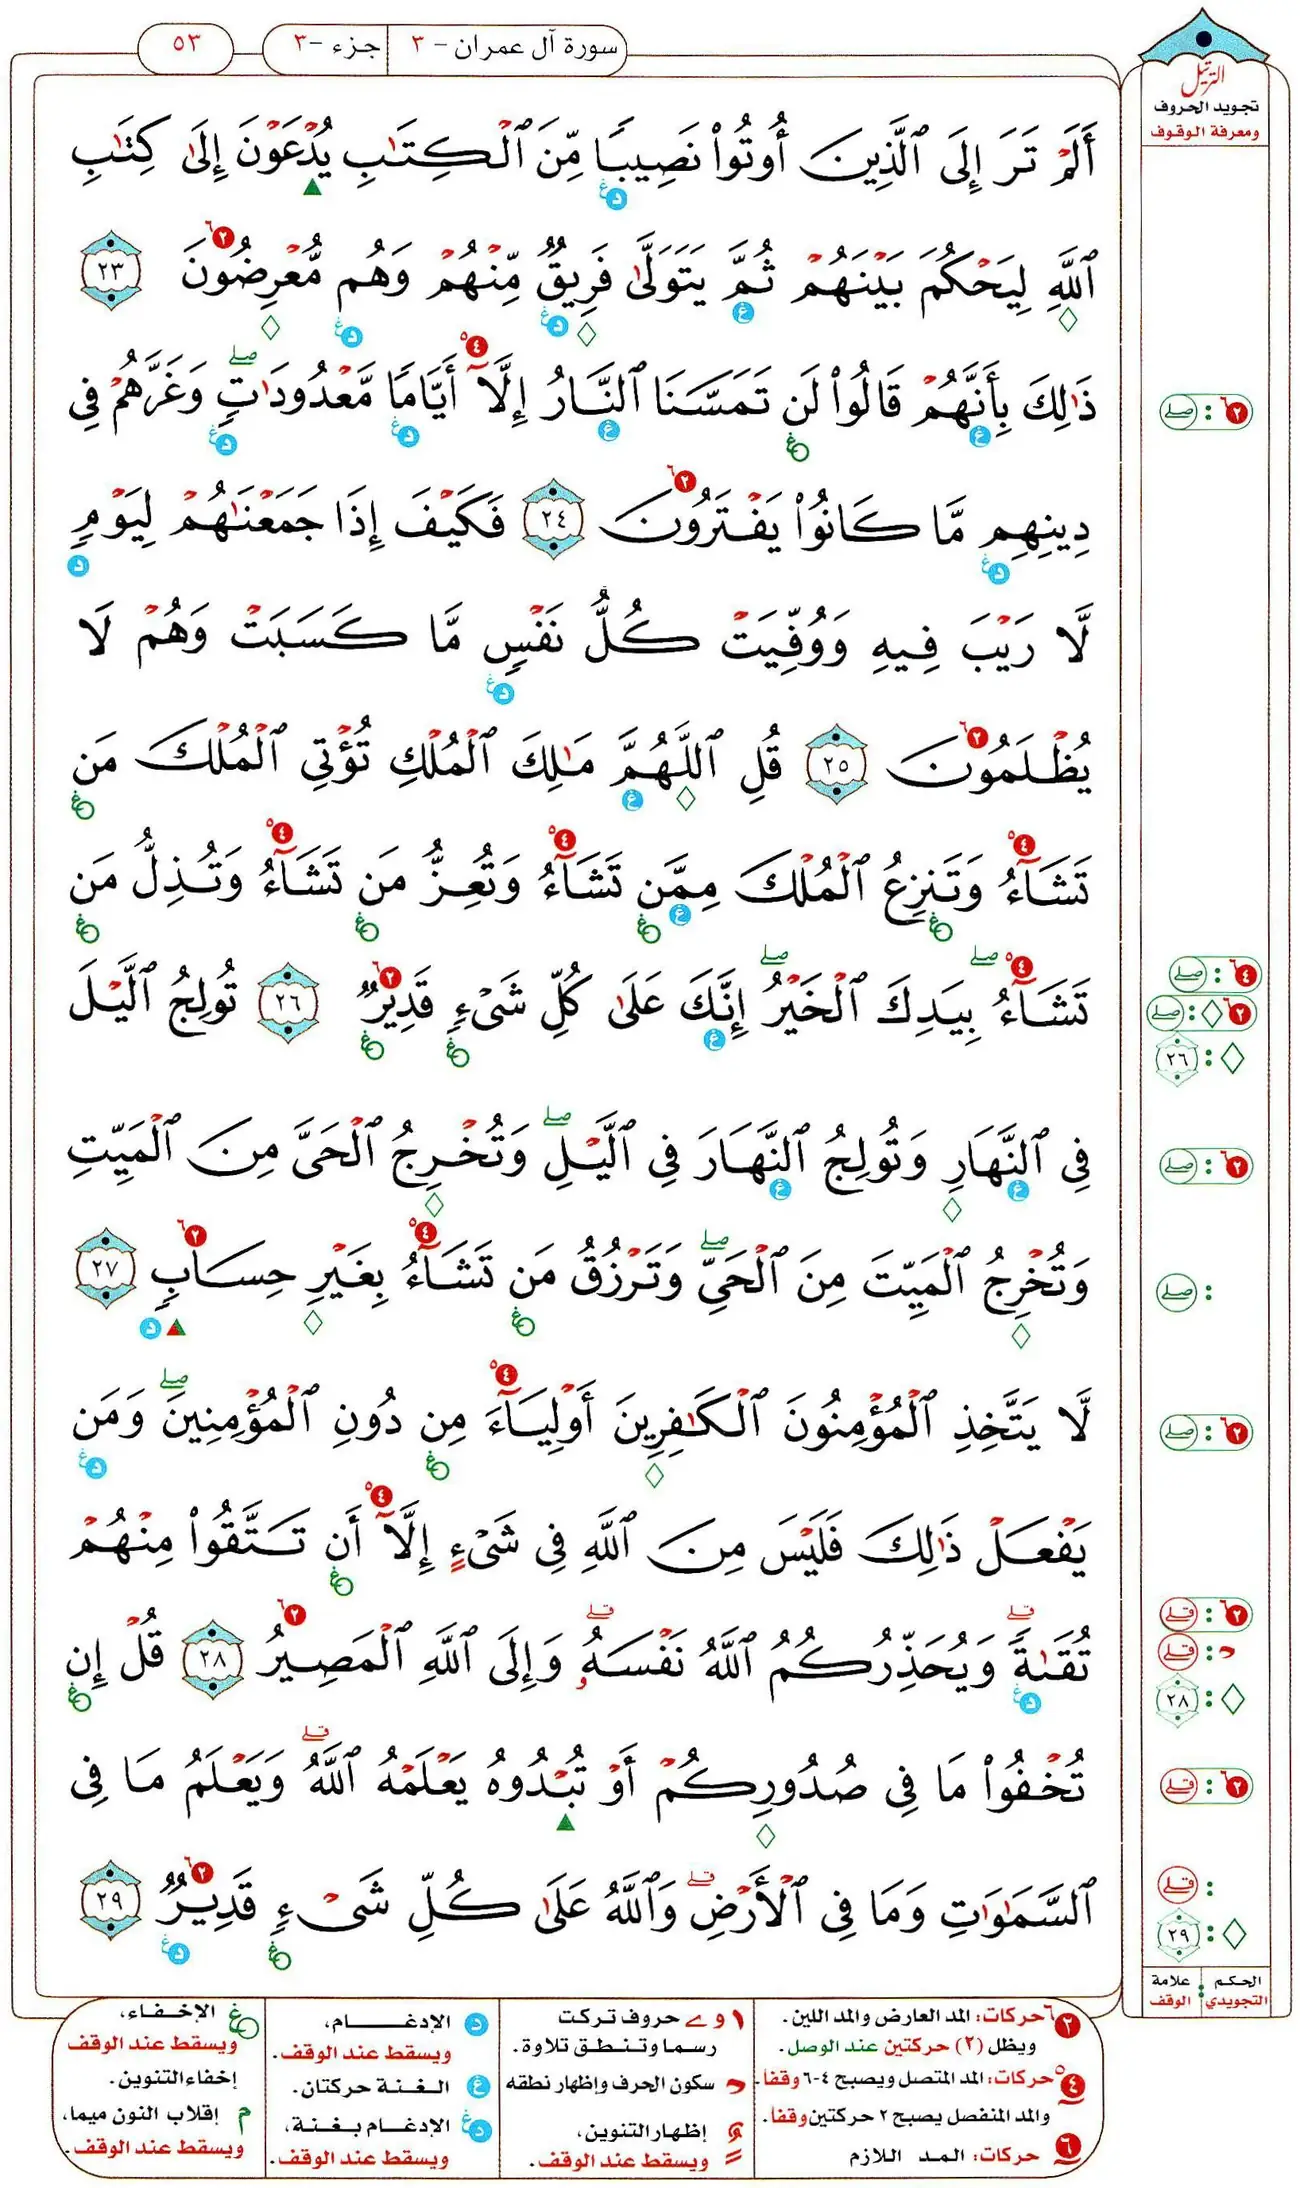 سورة آل عمران - ٣ جزء - ٣ ٥٣
الترتيل
تجويد الحروف
ومعرفة الوقوف
أَلَمْ تَرَ إِلَى ٱلَّذِينَ أُوتُوا۟ نَصِيبًا مِّنَ ٱلْكِتَـٰبِ يُدْعَوْنَ إِلَىٰ كِتَـٰبِ
ٱللَّهِ لِيَحْكُمَ بَيْنَهُمْ ثُمَّ يَتَوَلَّىٰ فَرِيقٌ مِّنْهُمْ وَهُم مُّعْرِضُونَ ٢٣
ذَٰلِكَ بِأَنَّهُمْ قَالُوا۟ لَن تَمَسَّنَا ٱلنَّارُ إِلَّآ أَيَّامًا مَّعْدُودَٰتٍ ۖ وَغَرَّهُمْ فِى
دِينِهِم مَّا كَانُوا۟ يَفْتَرُونَ ٢٤ فَكَيْفَ إِذَا جَمَعْنَـٰهُمْ لِيَوْمٍ
لَّا رَيْبَ فِيهِ وَوُفِّيَتْ كُلُّ نَفْسٍ مَّا كَسَبَتْ وَهُمْ لَا
يُظْلَمُونَ ٢٥ قُلِ ٱللَّهُمَّ مَـٰلِكَ ٱلْمُلْكِ تُؤْتِى ٱلْمُلْكَ مَن
تَشَآءُ وَتَنزِعُ ٱلْمُلْكَ مِمَّن تَشَآءُ وَتُعِزُّ مَن تَشَآءُ وَتُذِلُّ مَن
تَشَآءُ ۖ بِيَدِكَ ٱلْخَيْرُ ۖ إِنَّكَ عَلَىٰ كُلِّ شَىْءٍ قَدِيرٌ ٢٦ تُولِجُ ٱلَّيْلَ
فِى ٱلنَّهَارِ وَتُولِجُ ٱلنَّهَارَ فِى ٱلَّيْلِ ۖ وَتُخْرِجُ ٱلْحَىَّ مِنَ ٱلْمَيِّتِ
وَتُخْرِجُ ٱلْمَيِّتَ مِنَ ٱلْحَىِّ ۖ وَتَرْزُقُ مَن تَشَآءُ بِغَيْرِ حِسَابٍ ٢٧
لَّا يَتَّخِذِ ٱلْمُؤْمِنُونَ ٱلْكَـٰفِرِينَ أَوْلِيَآءَ مِن دُونِ ٱلْمُؤْمِنِينَ ۖ وَمَن
يَفْعَلْ ذَٰلِكَ فَلَيْسَ مِنَ ٱللَّهِ فِى شَىْءٍ إِلَّآ أَن تَتَّقُوا۟ مِنْهُمْ
تُقَىٰةً ۗ وَيُحَذِّرُكُمُ ٱللَّهُ نَفْسَهُۥ ۗ وَإِلَى ٱللَّهِ ٱلْمَصِيرُ ٢٨ قُلْ إِن
تُخْفُوا۟ مَا فِى صُدُورِكُمْ أَوْ تُبْدُوهُ يَعْلَمْهُ ٱللَّهُ ۗ وَيَعْلَمُ مَا فِى
ٱلسَّمَـٰوَٰتِ وَمَا فِى ٱلْأَرْضِ ۗ وَٱللَّهُ عَلَىٰ كُلِّ شَىْءٍ قَدِيرٌ ٢٩
الحكم التجويدي : علامة الوقف
٢ ٦ حركات: المد العارض والمد اللين.
ويظل (٢) حركتين عند الوصل.
٤ ٥ حركات: المد المتصل ويصبح ٤-٦ وقفاً.
والمد المنفصل يصبح ٢ حركتين وقفاً.
٦ حركات: المد اللازم
ا و ے حروف تركت
رسما وتنطق تلاوة.
سكون الحرف وإظهار نطقه
إظهار التنوين،
ويسقط عند الوقف.
د الإدغـــام،
ويسقط عند الوقف.
غ الغنة حركتان.
دغ الإدغام بغنة،
ويسقط عند الوقف.
غ الإخفاء،
ويسقط عند الوقف
إخفاء التنوين.
م إقلاب النون ميما،
ويسقط عند الوقف.